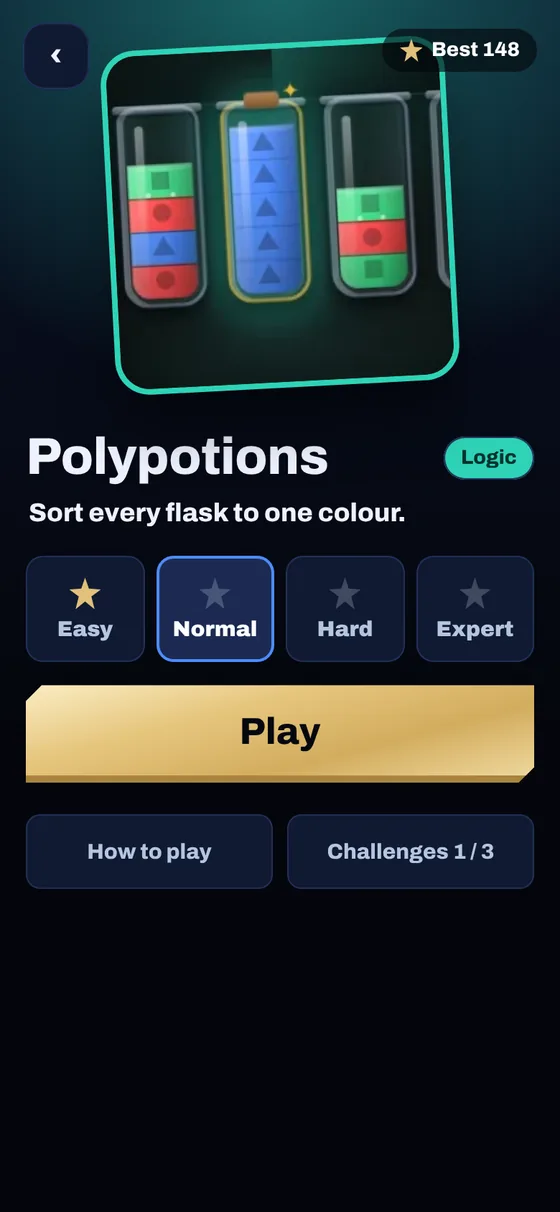 ‹
Best 148
Polypotions
Logic
Sort every flask to one colour.
Easy
Normal
Hard
Expert
Play
How to play
Challenges 1 / 3